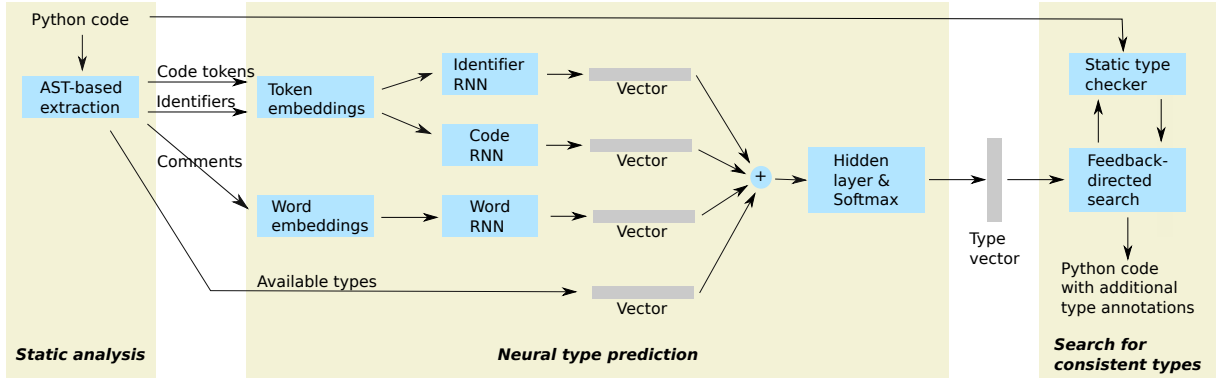 Python code
AST-based
extraction
Code tokens
Identifiers
Comments
Available types
Token
embeddings
Word
embeddings
Identifier
RNN
Code
RNN
Word
RNN
Vector
Vector
Vector
Vector
+
Hidden
layer &
Softmax
Type
vector
Static type
checker
Feedback-
directed
search
Python code
with additional
type annotations
Static analysis
Neural type prediction
Search for
consistent types